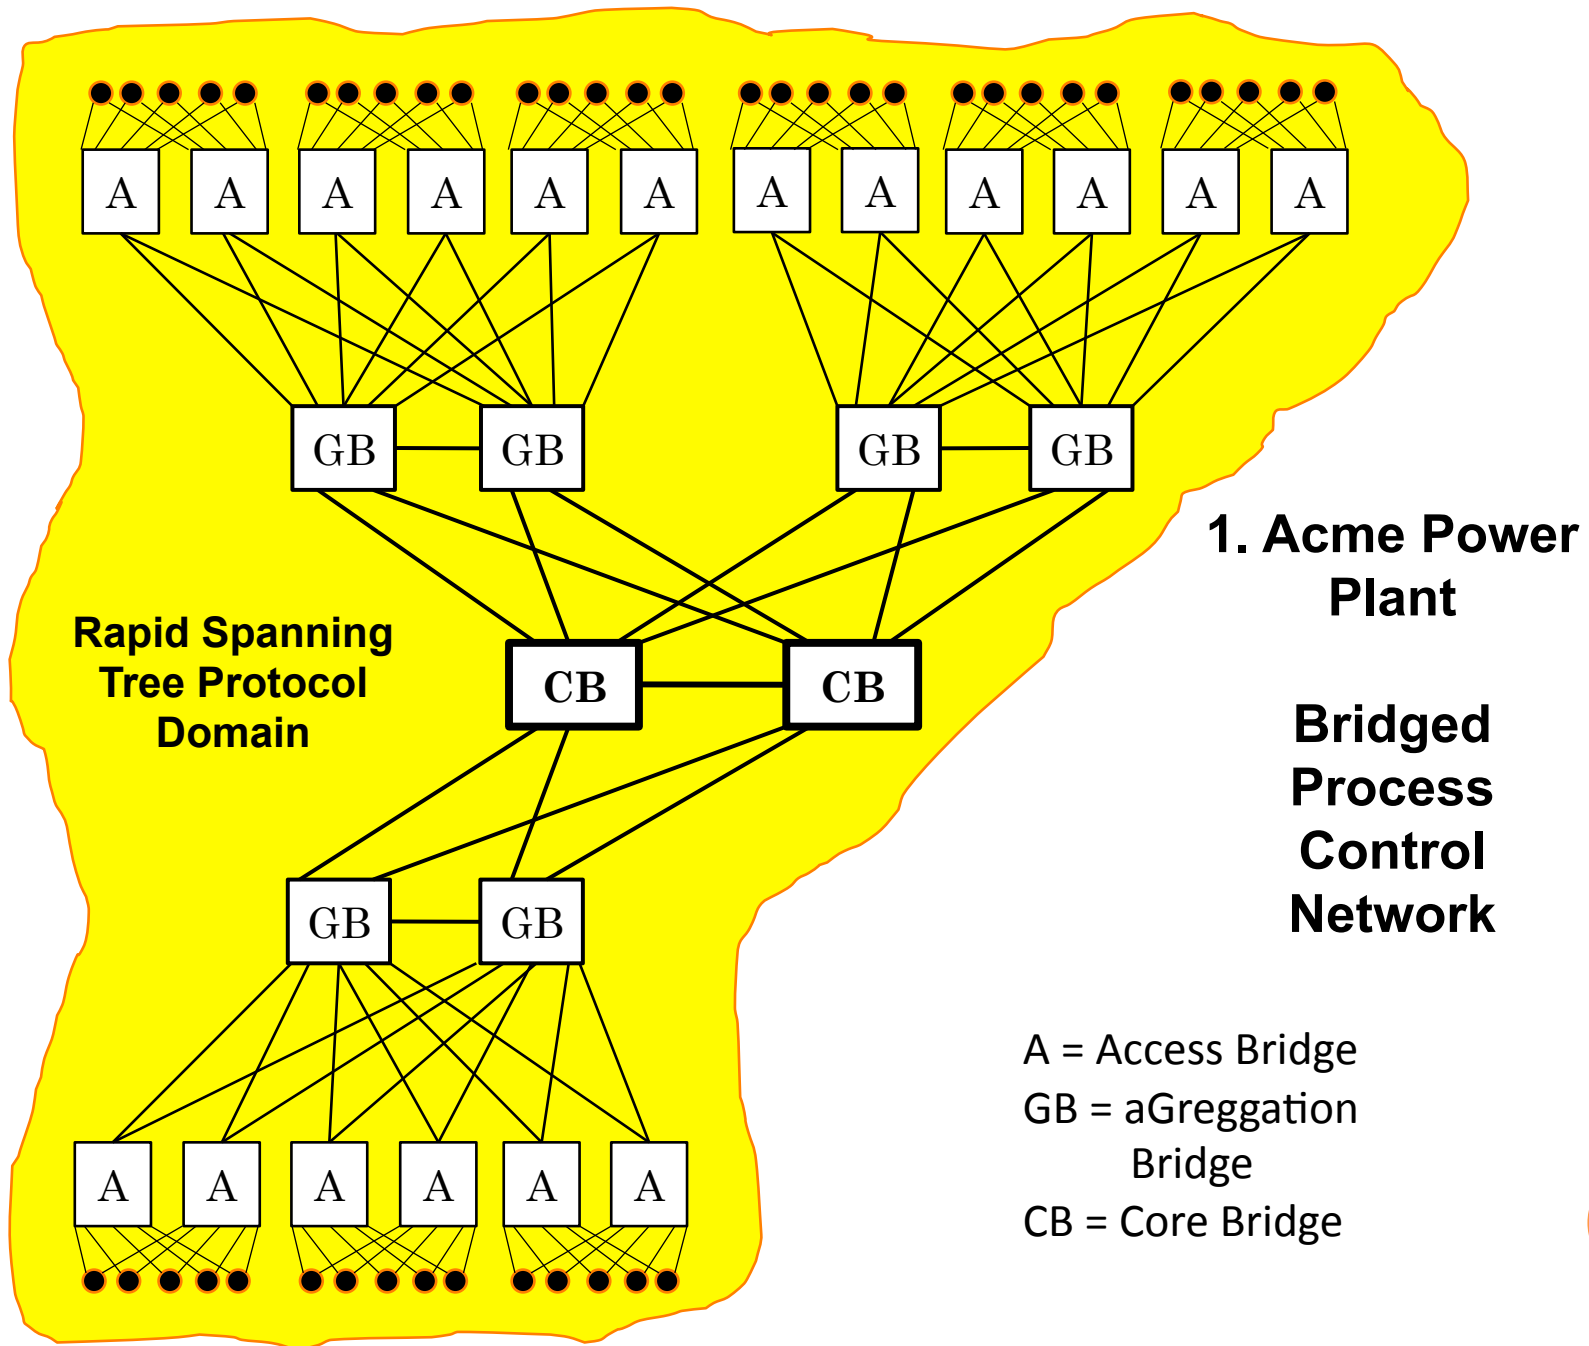 A A A A A A A A A A A A
GB GB GB GB
1. Acme Power
Plant
Rapid Spanning
Tree Protocol
Domain
CB CB
Bridged
Process
Control
Network
GB GB
A = Access Bridge
GB = aGreggation
Bridge
CB = Core Bridge
A A A A A A